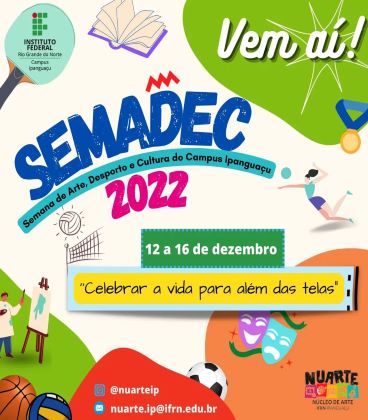 INSTITUTO
FEDERAL
Rio Grande do Norte
Campus
Ipanguaçu
Vem aí!
SEMADEC
Semana de Arte, Desporto e Cultura do Campus Ipanguaçu
2022
12 a 16 de dezembro
"Celebrar a vida para além das telas"
@nuarteip
nuarte.ip@ifrn.edu.br
NUARTE
NÚCLEO DE ARTE
IFRN IPANGUAÇU